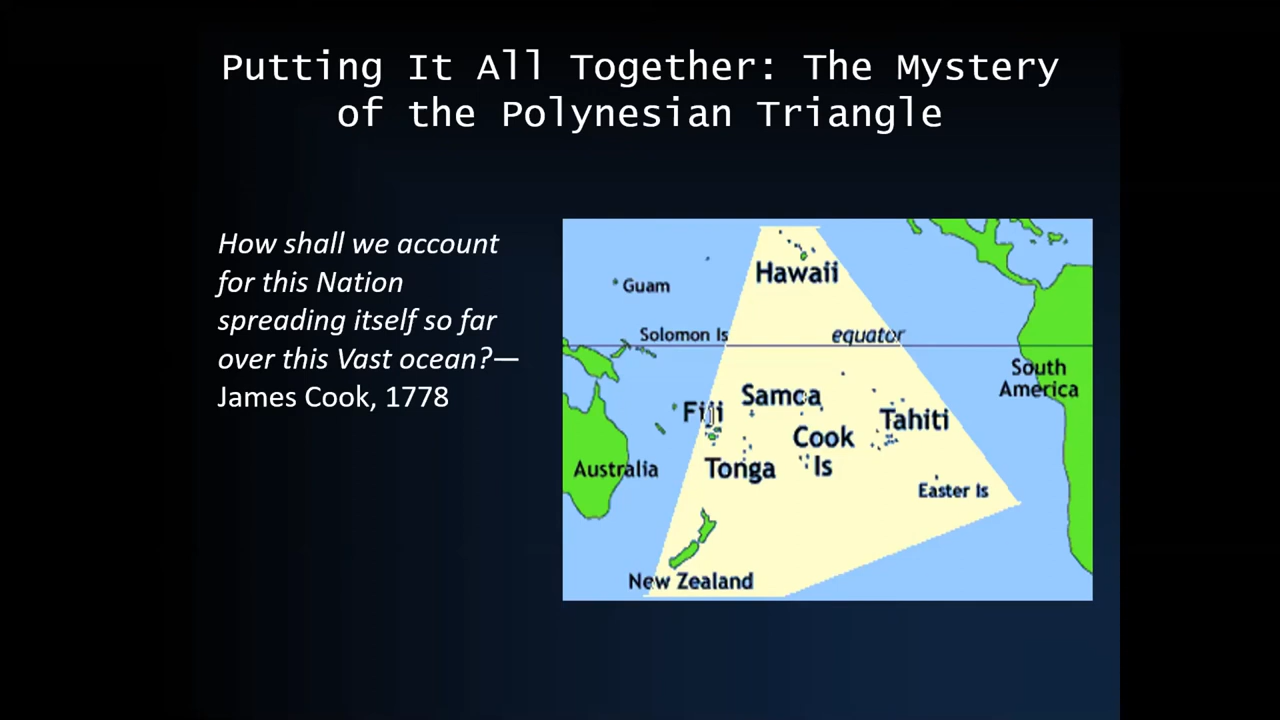 Putting It All Together: The Mystery
of the Polynesian Triangle
How shall we account
for this Nation
spreading itself so far
over this Vast ocean?—
James Cook, 1778
Hawaii
Guam
Solomon Is
equator
South
America
Samoa
Fiji
Tahiti
Cook
Is
Australia
Tonga
Easter Is
New Zealand